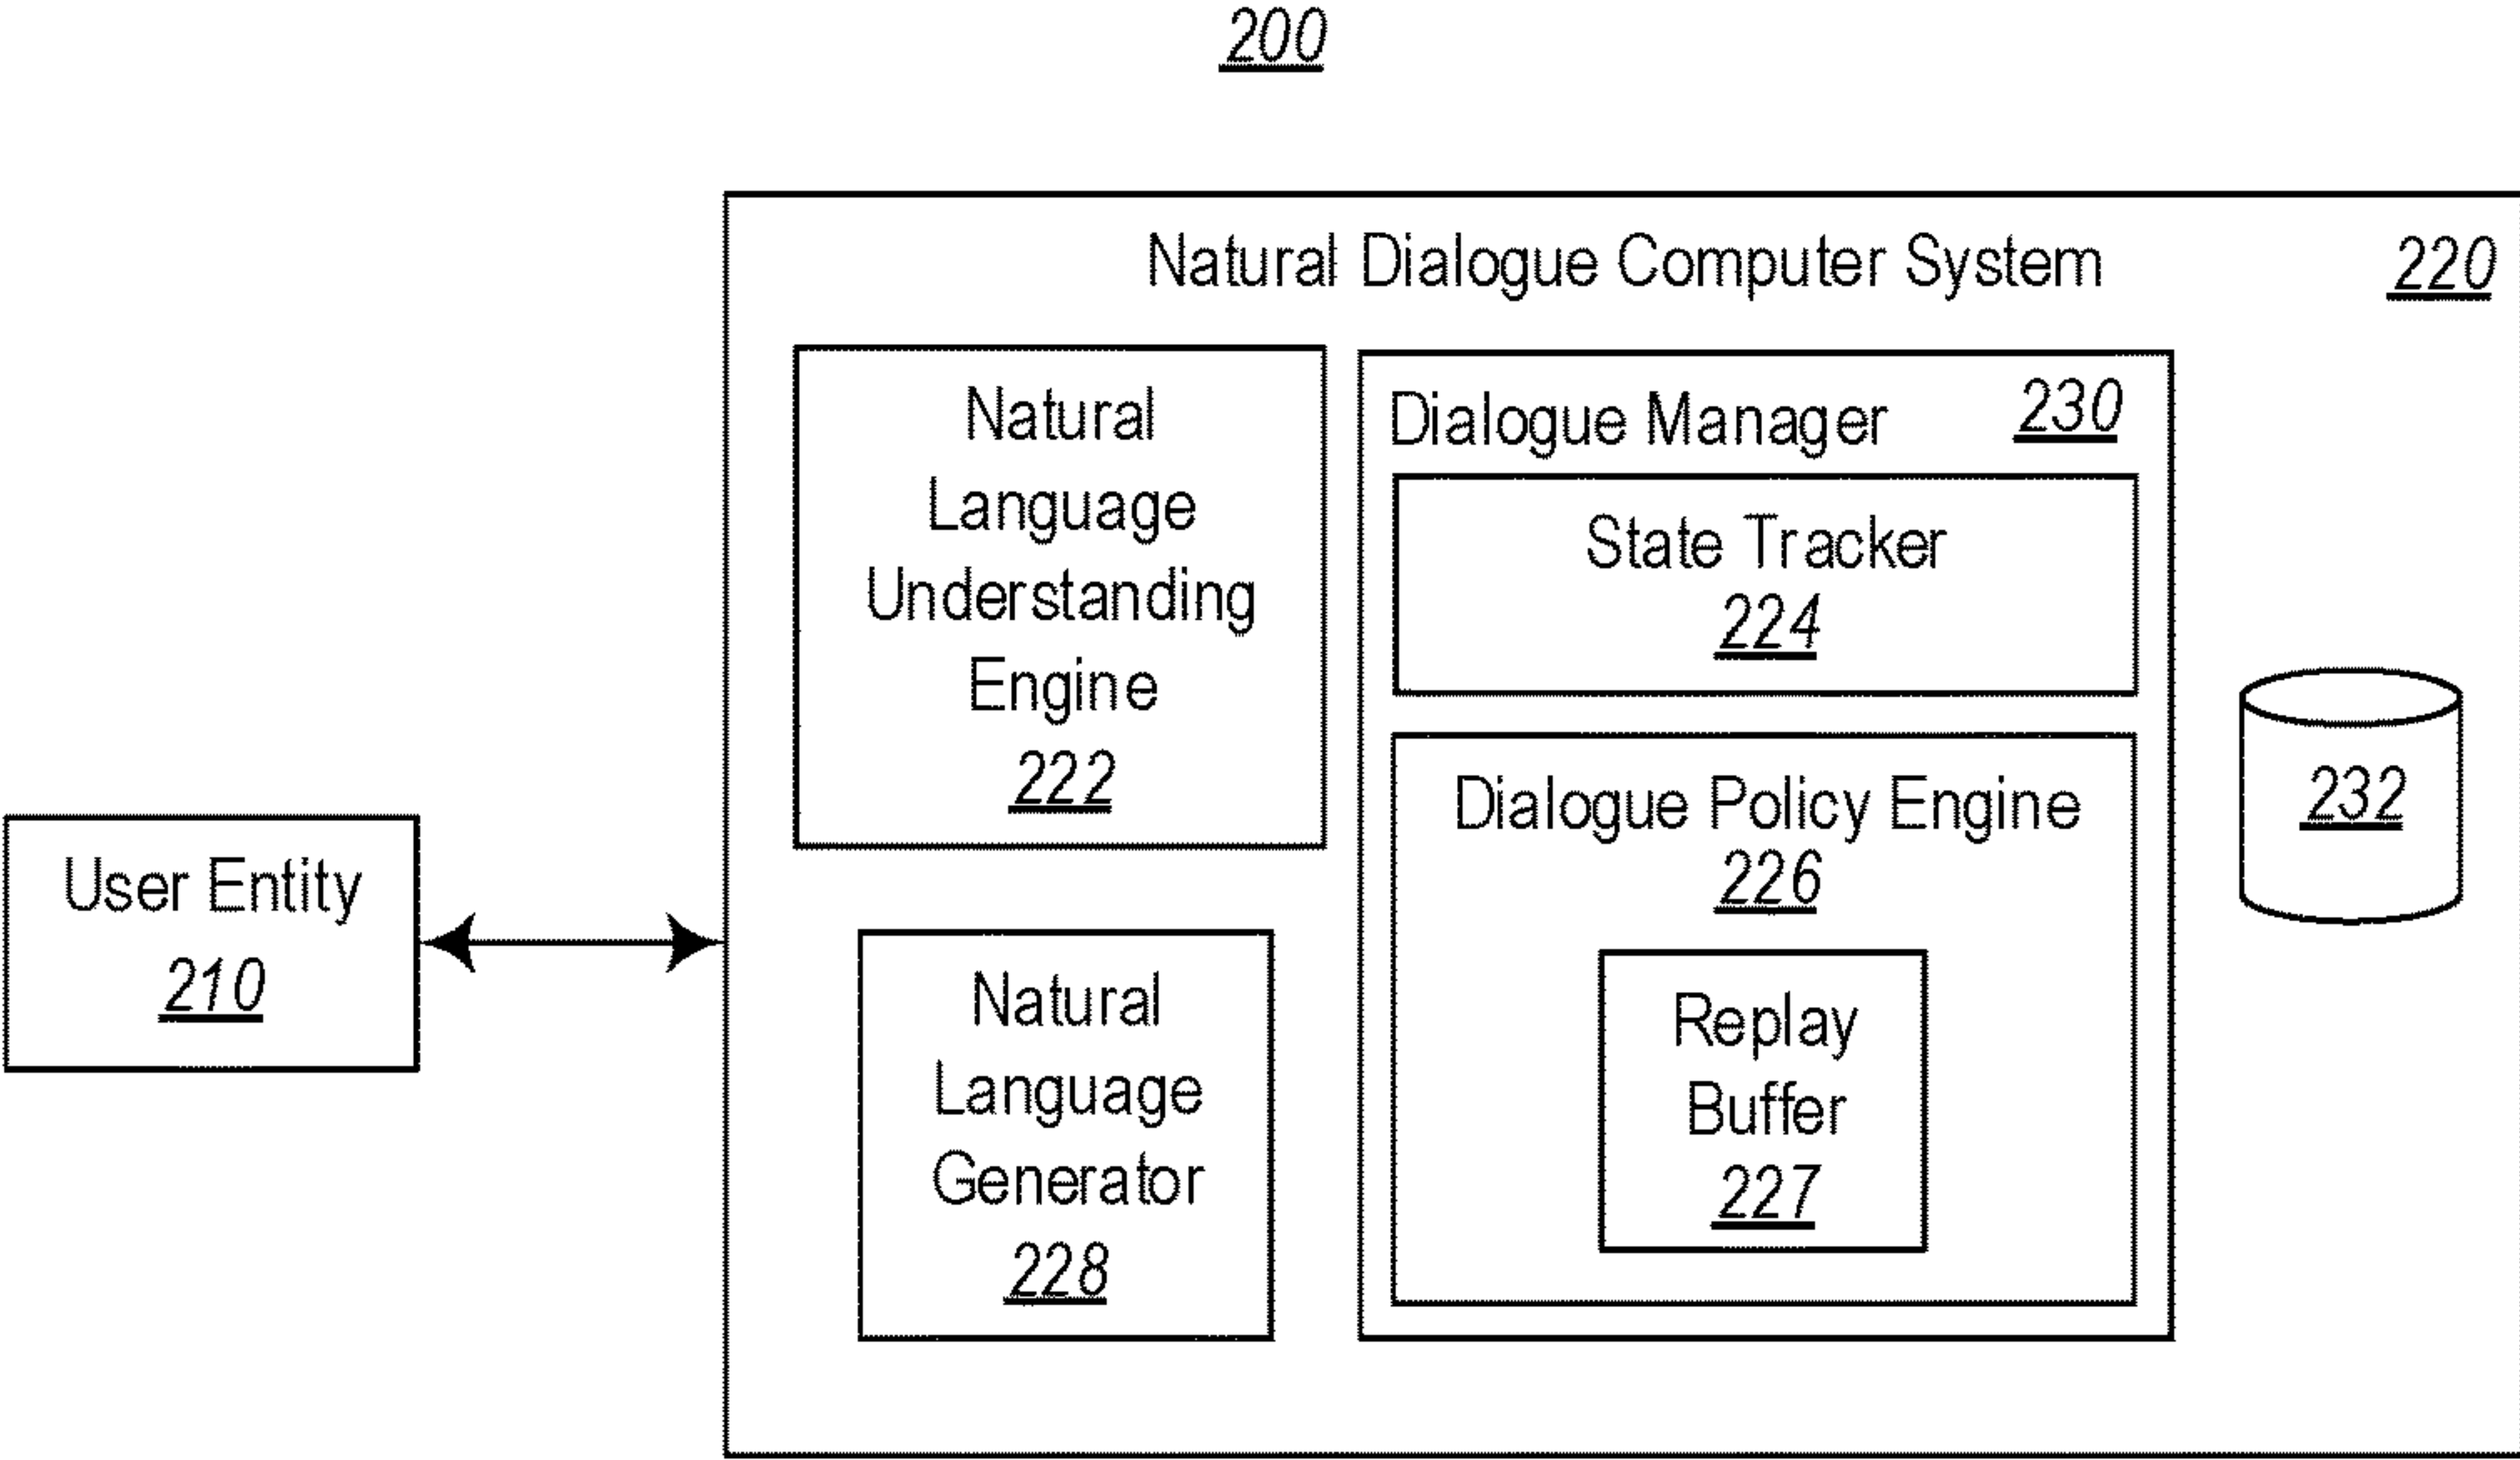 200
Natural Dialogue Computer System 220
Natural
Language
Understanding
Engine
222
Dialogue Manager 230
State Tracker
224
Dialogue Policy Engine
226
Replay
Buffer
227
232
User Entity
210
Natural
Language
Generator
228